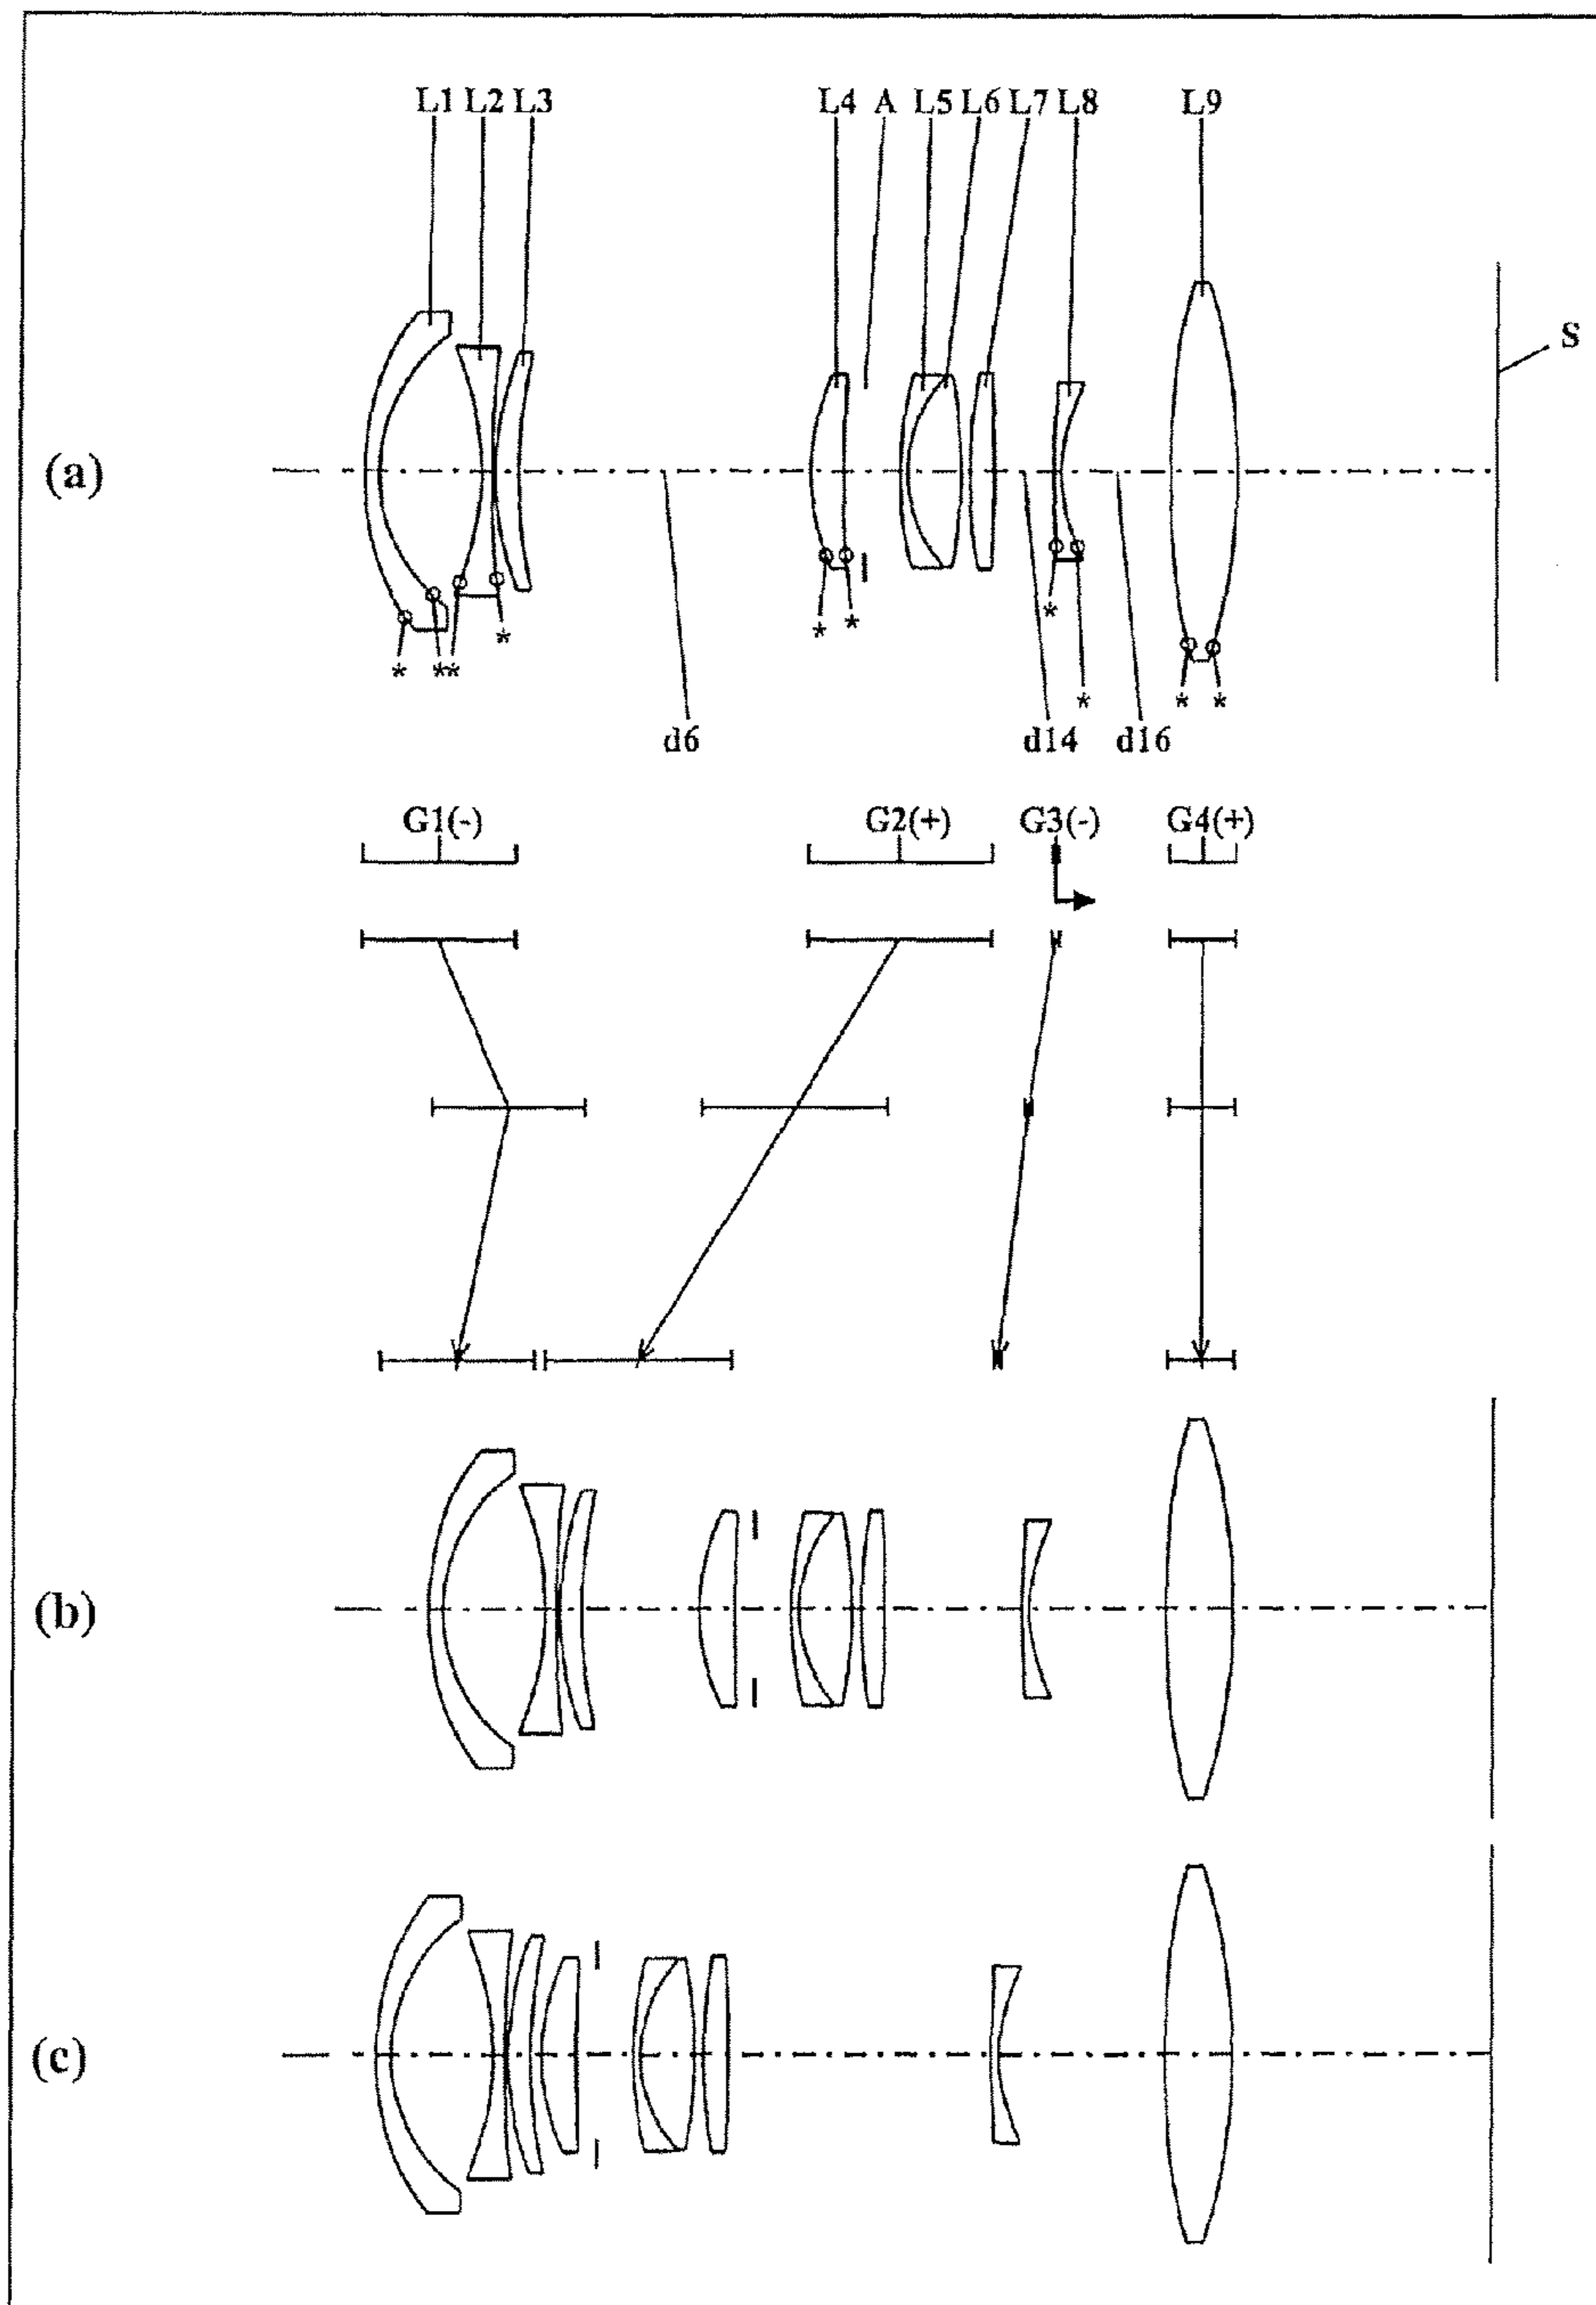 L1 L2 L3 L4 A L5 L6 L7 L8 L9
S
(a)
* ** * * * * * * *
d6 d14 d16
G1(-) G2(+) G3(-) G4(+)
(b)
(c)